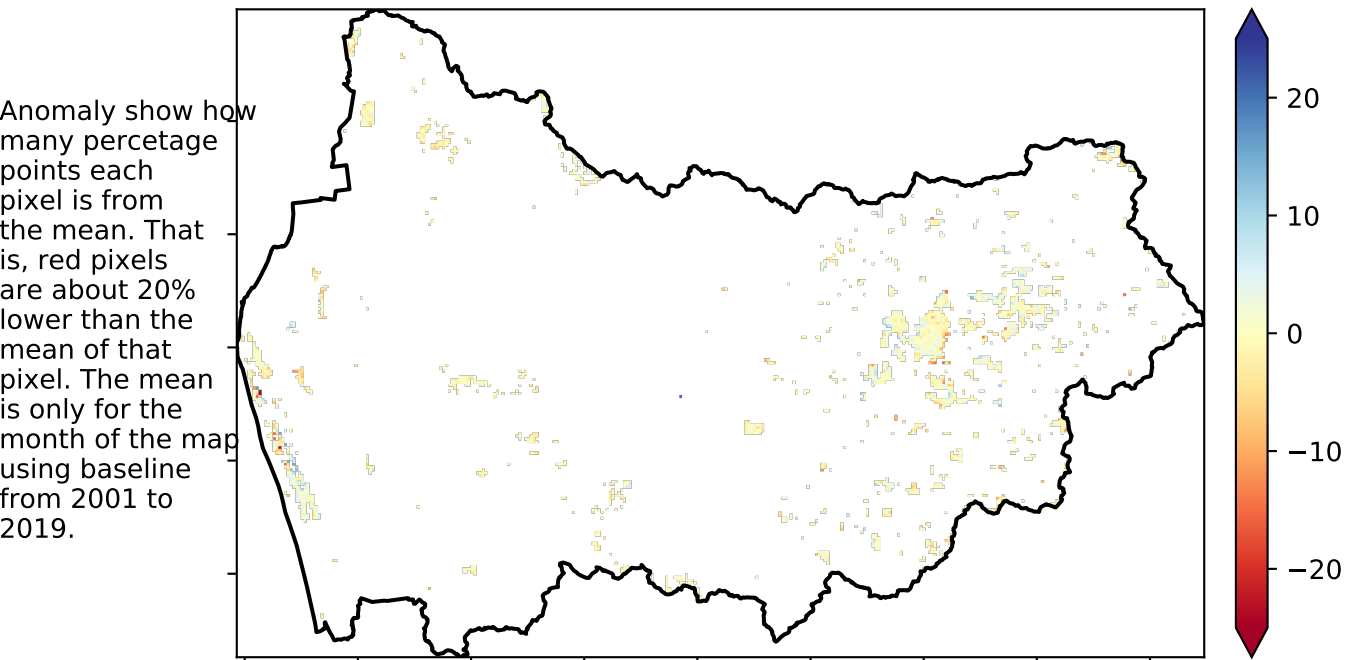 Anomaly show how
many percetage
points each
pixel is from
the mean. That
is, red pixels
are about 20%
lower than the
mean of that
pixel. The mean
is only for the
month of the map
using baseline
from 2001 to
2019.
20
10
0
−10
−20